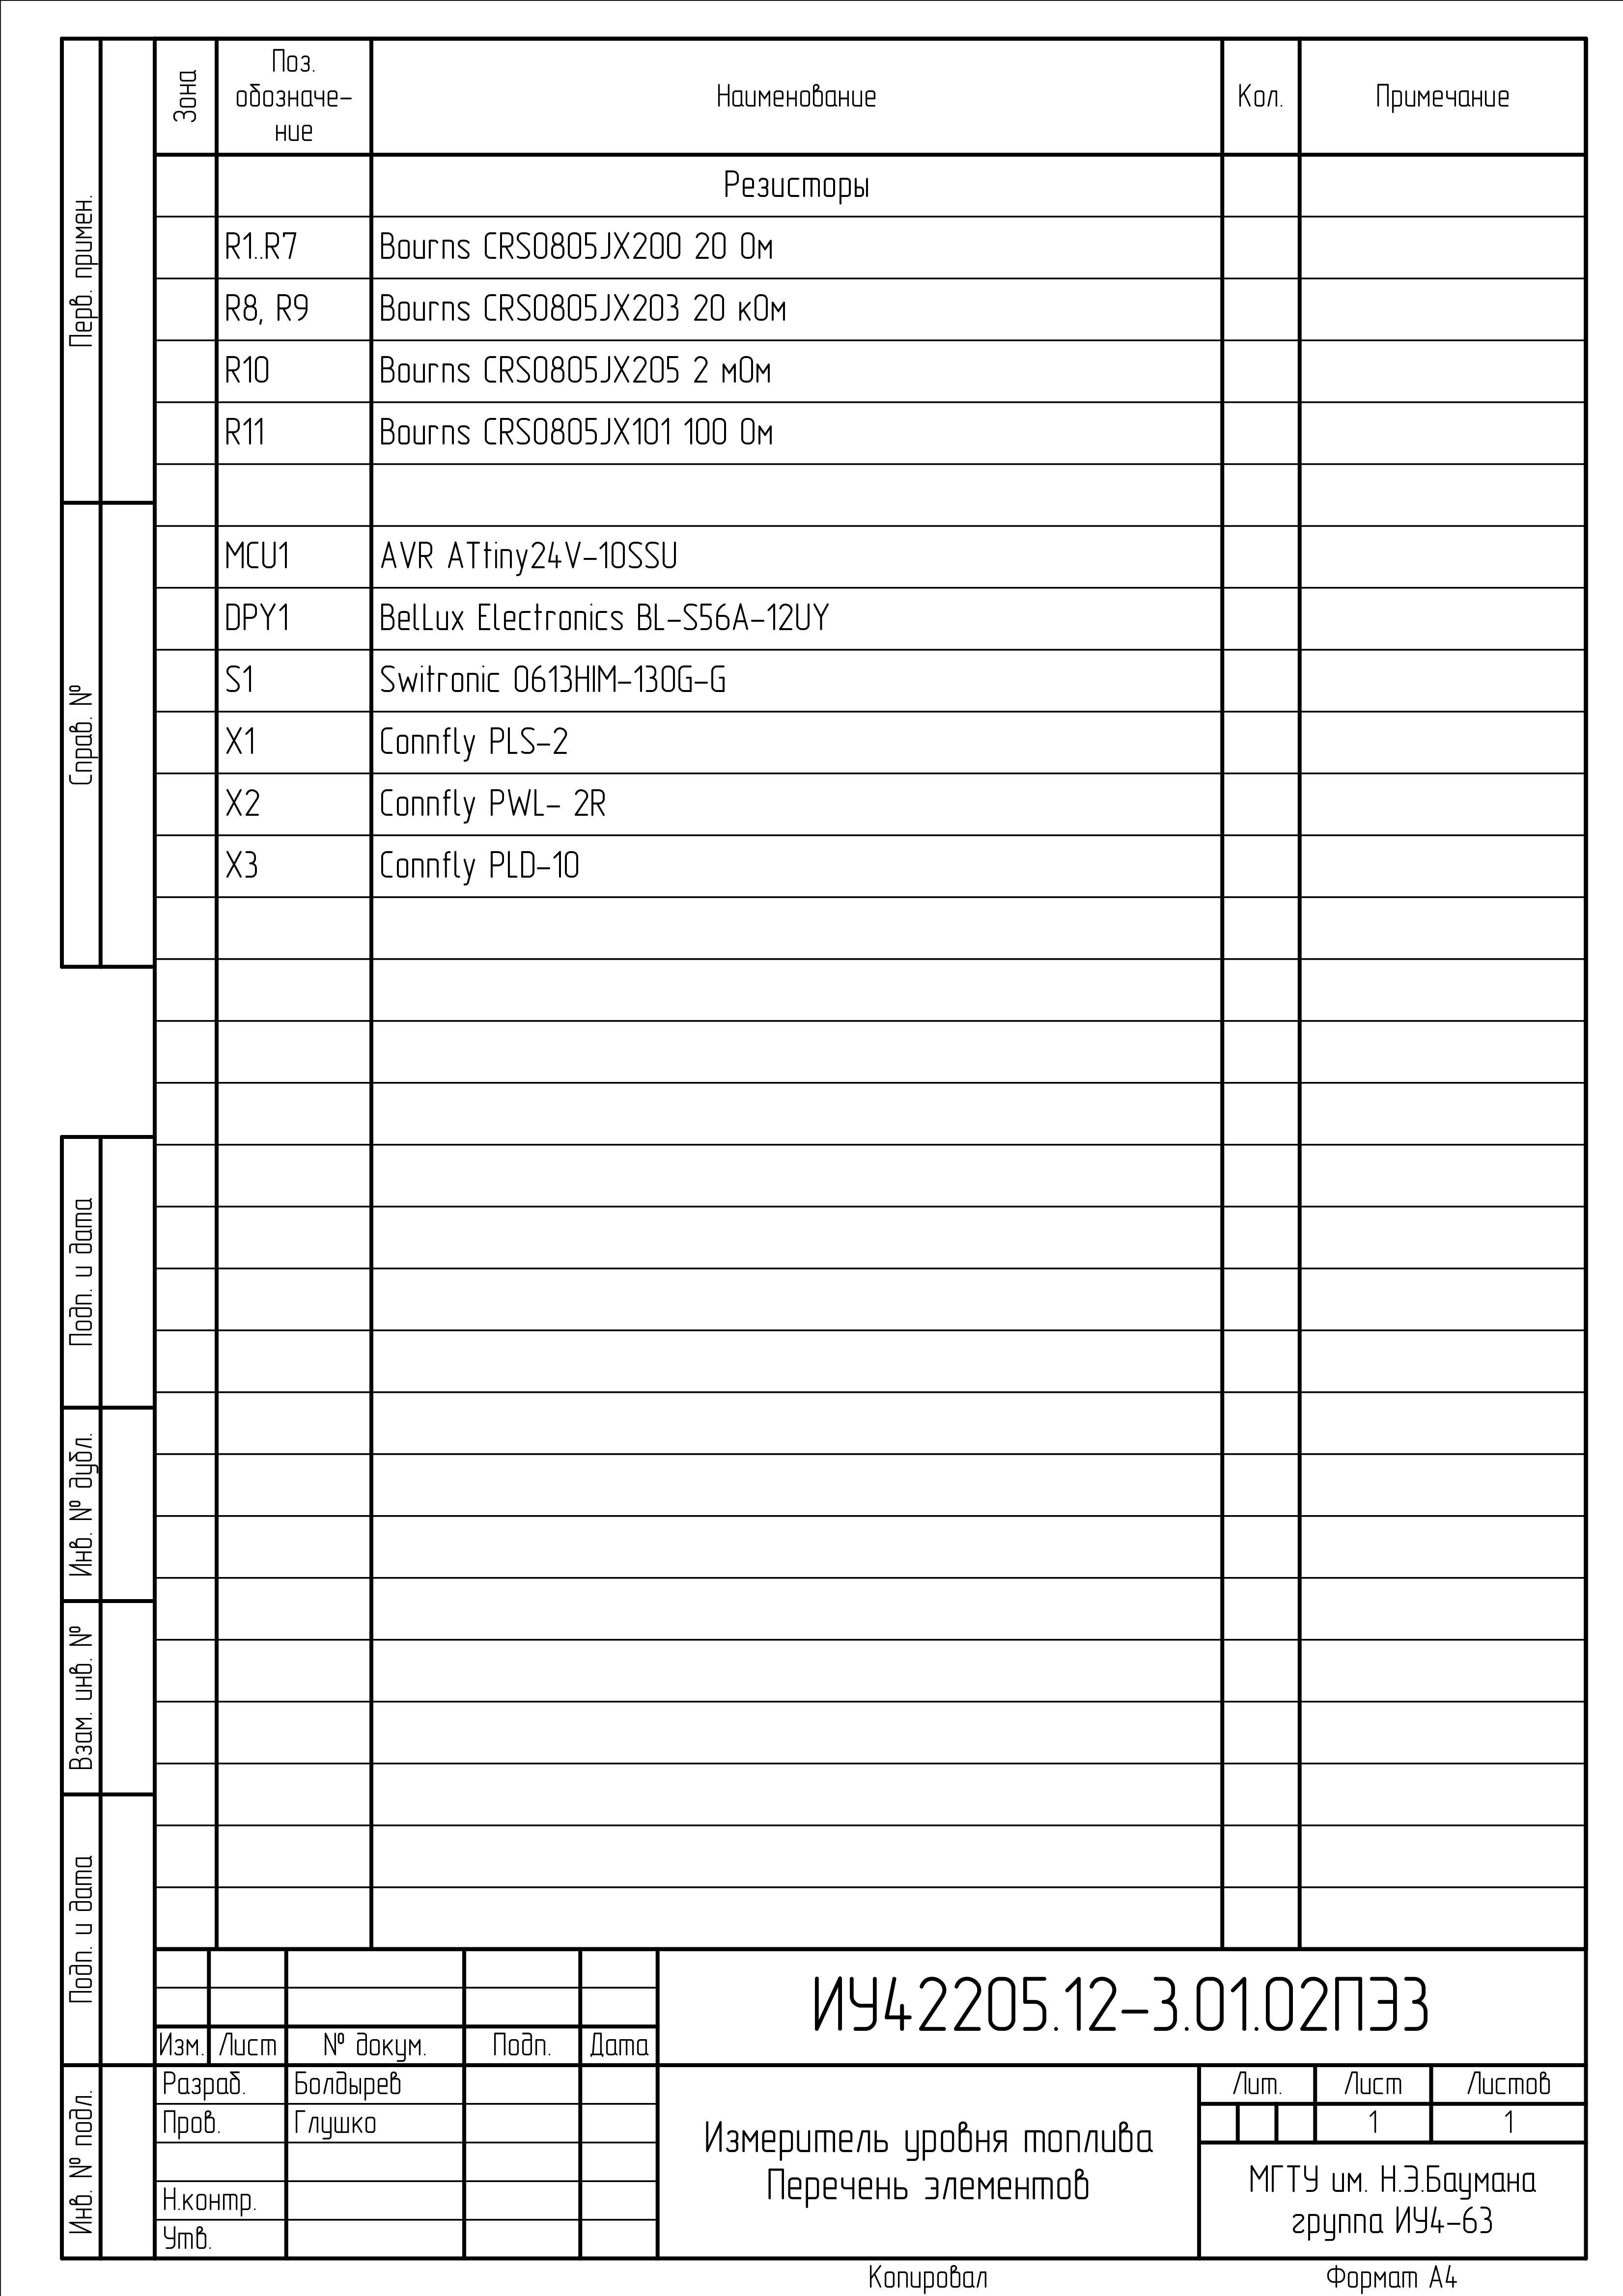 Зона
Поз.
обозначе-
ние
Наименование
Кол.
Примечание
Резисторы
R1..R7 Bourns CRS0805JX200 20 Ом
R8, R9 Bourns CRS0805JX203 20 кОм
R10 Bourns CRS0805JX205 2 мОм
R11 Bourns CRS0805JX101 100 Ом
MCU1 AVR ATtiny24V-10SSU
DPY1 BelLux Electronics BL-S56A-12UY
S1 Switronic 0613HIM-130G-G
X1 Connfly PLS-2
X2 Connfly PWL- 2R
X3 Connfly PLD-10
Перв. примен.
Справ. №
Подп. и дата
Инв. № дубл.
Взам. инв. №
Подп. и дата
Инв. № подл.
ИУ42205.12-3.01.02ПЭ3
Изм. Лист № докум. Подп. Дата
Разраб. Болдырев
Пров. Глушко
Н.контр.
Утв.
Измеритель уровня топлива
Перечень элементов
Лит. Лист Листов
1 1
МГТУ им. Н.Э.Баумана
группа ИУ4-63
Копировал Формат А4